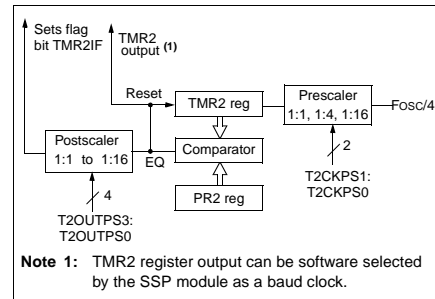 Sets flag
bit TMR2IF
TMR2
output (1)
Reset
TMR2 reg
Prescaler
1:1, 1:4, 1:16
FOSC/4
Postscaler
1:1 to 1:16
EQ
Comparator
2
T2CKPS1:
T2CKPS0
4
PR2 reg
T2OUTPS3:
T2OUTPS0
Note 1: TMR2 register output can be software selected
by the SSP module as a baud clock.